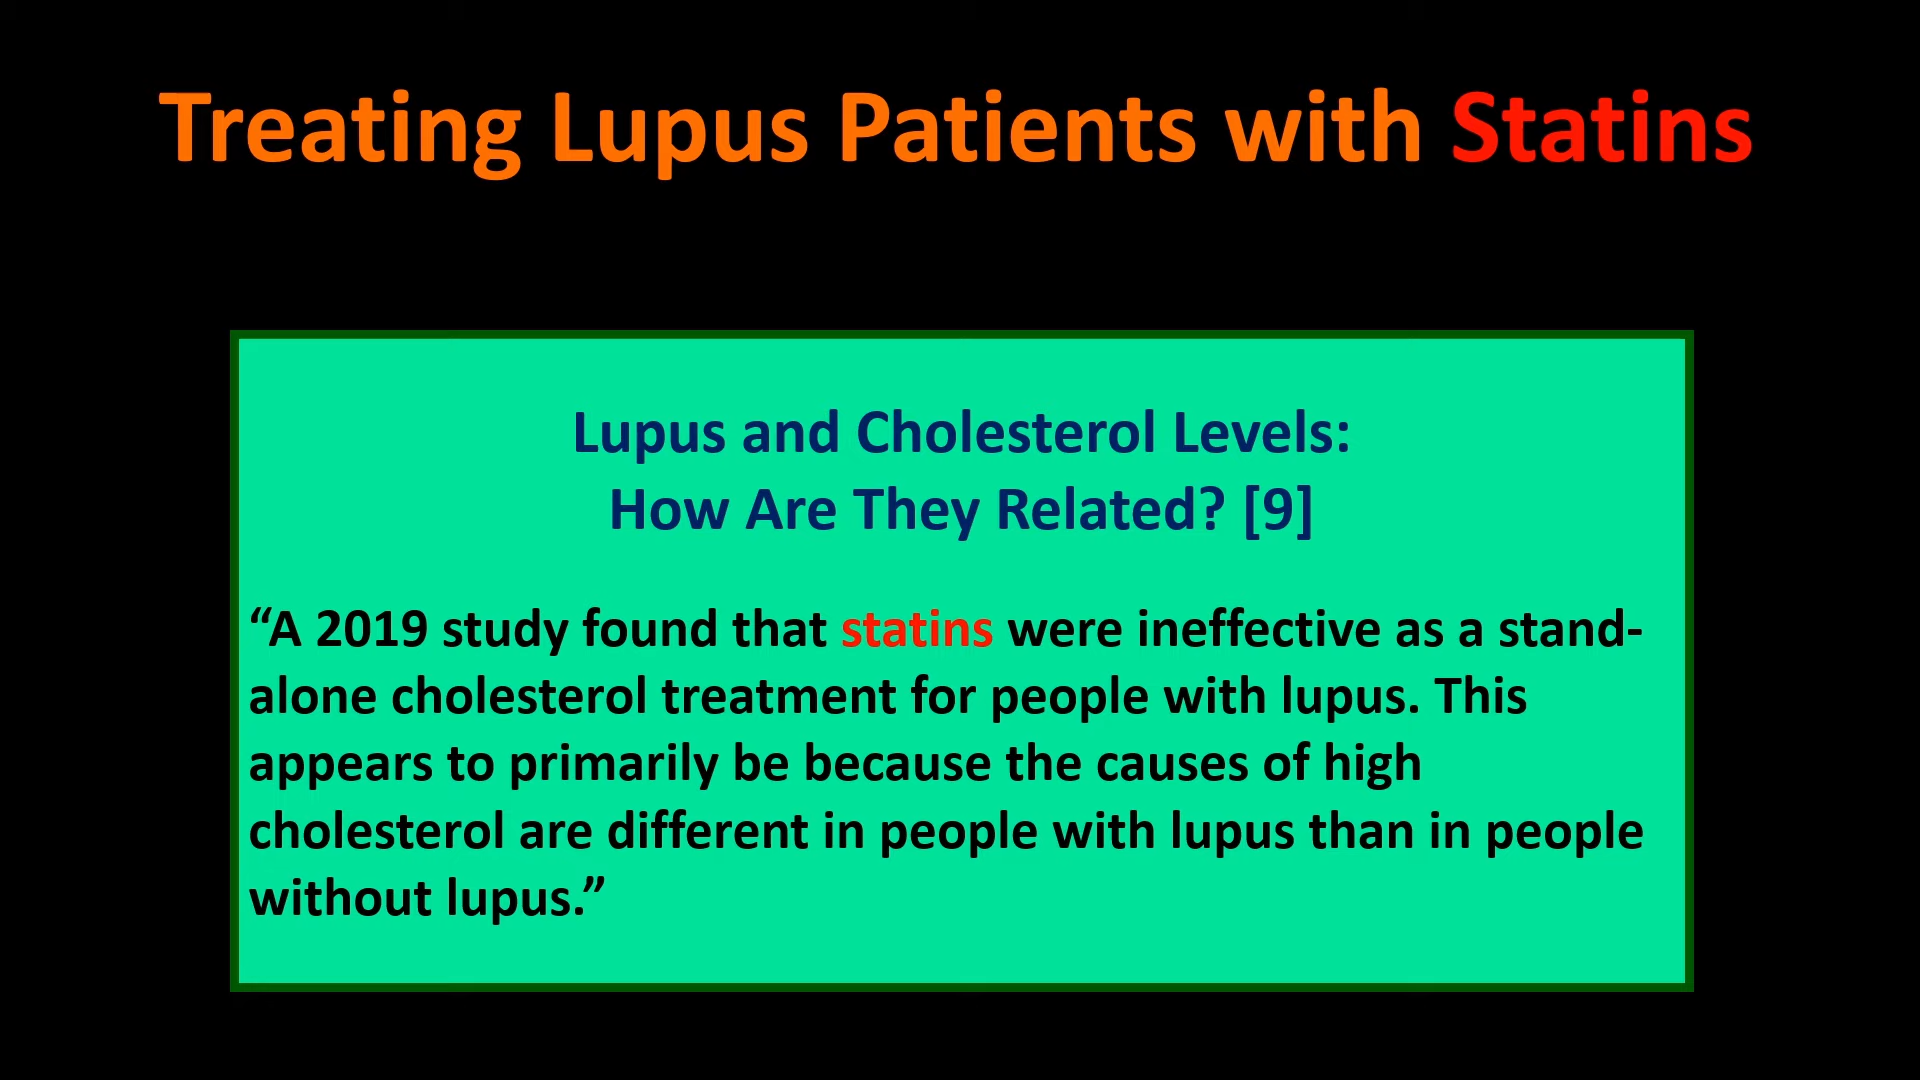 Treating Lupus Patients with Statins
Lupus and Cholesterol Levels:
How Are They Related? [9]
“A 2019 study found that statins were ineffective as a stand-
alone cholesterol treatment for people with lupus. This
appears to primarily be because the causes of high
cholesterol are different in people with lupus than in people
without lupus.”